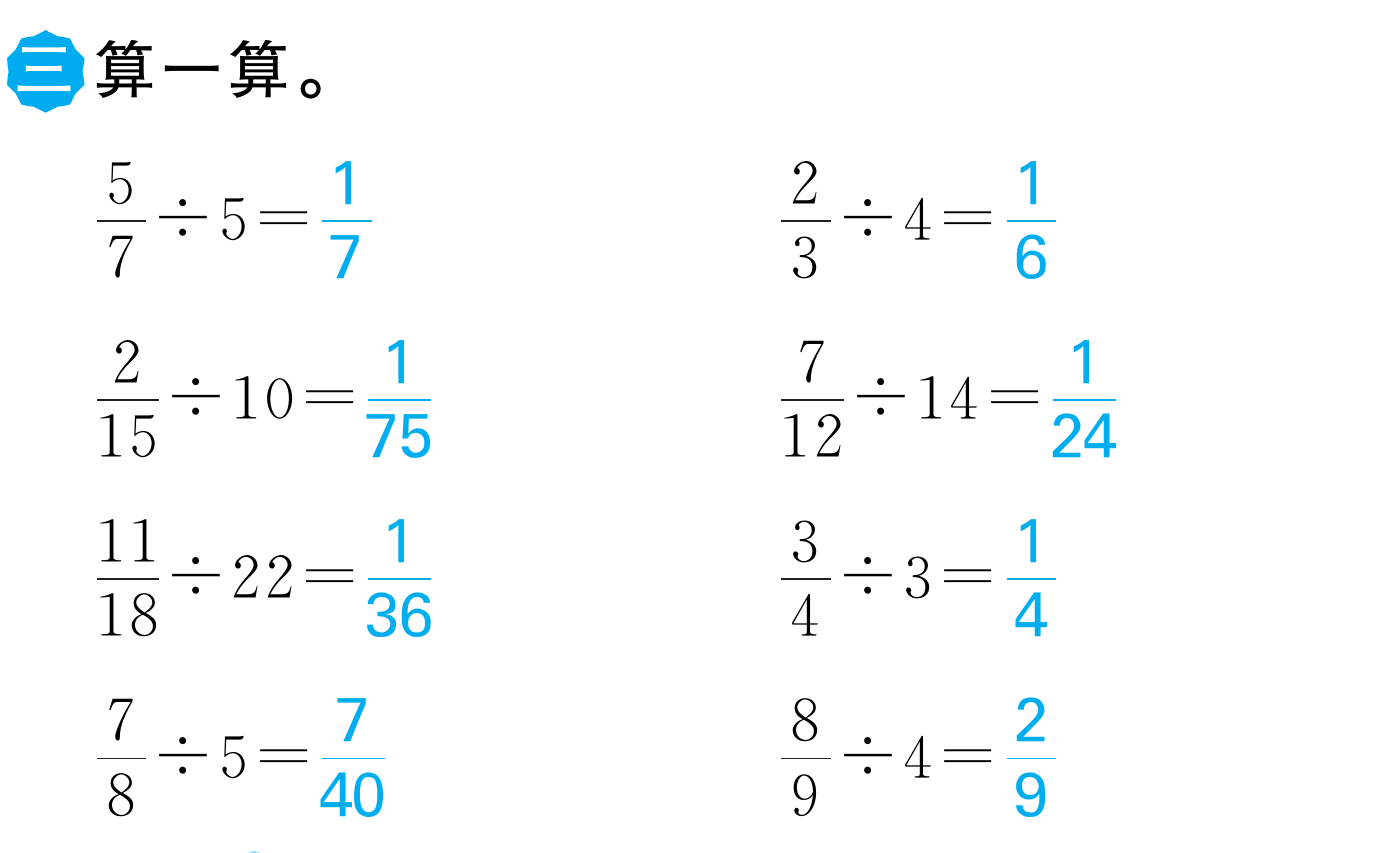 三 算一算。
5/7 ÷ 5 = 1/7 2/3 ÷ 4 = 1/6
2/15 ÷ 10 = 1/75 7/12 ÷ 14 = 1/24
11/18 ÷ 22 = 1/36 3/4 ÷ 3 = 1/4
7/8 ÷ 5 = 7/40 8/9 ÷ 4 = 2/9